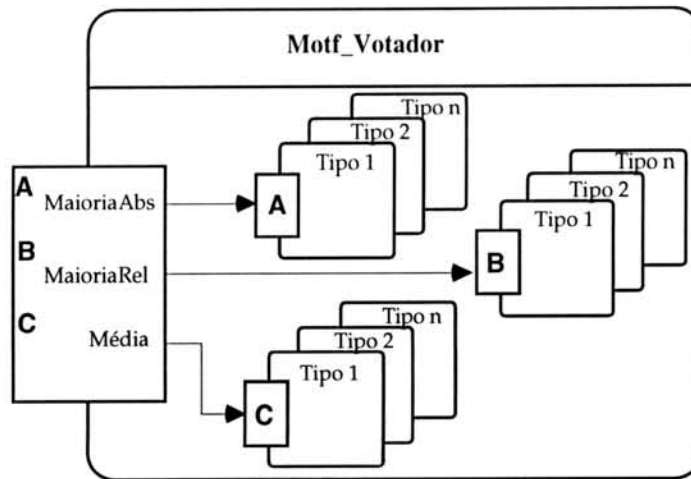 Motf_Votador
Tipo n
Tipo 2
Tipo 1
A
A
MaioriaAbs
Tipo n
Tipo 2
Tipo 1
B
MaioriaRel
B
C
Média
Tipo n
Tipo 2
Tipo 1
C